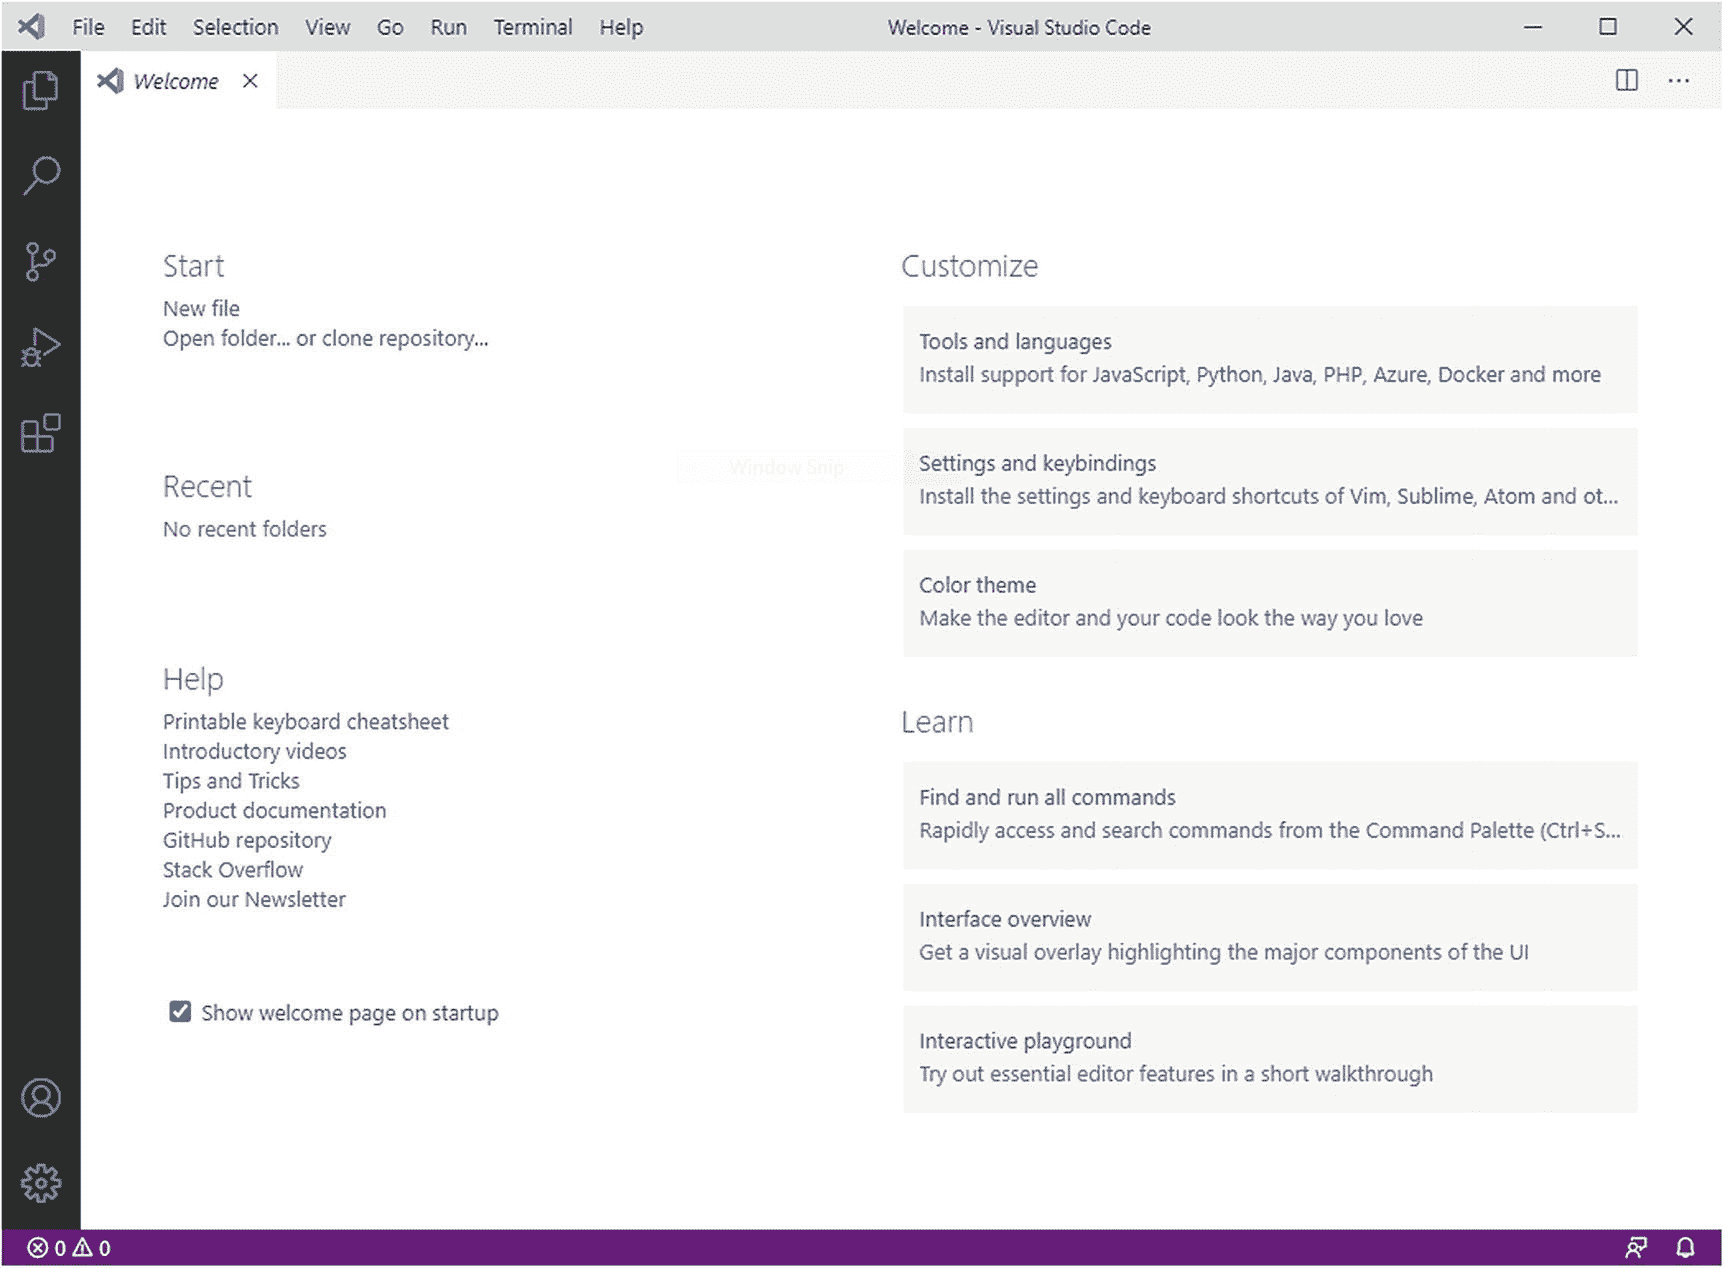 File Edit Selection View Go Run Terminal Help Welcome - Visual Studio Code
Welcome
Start
New file
Open folder... or clone repository...
Recent
No recent folders
Help
Printable keyboard cheatsheet
Introductory videos
Tips and Tricks
Product documentation
GitHub repository
Stack Overflow
Join our Newsletter
Show welcome page on startup
Window Snip
Customize
Tools and languages
Install support for JavaScript, Python, Java, PHP, Azure, Docker and more
Settings and keybindings
Install the settings and keyboard shortcuts of Vim, Sublime, Atom and ot...
Color theme
Make the editor and your code look the way you love
Learn
Find and run all commands
Rapidly access and search commands from the Command Palette (Ctrl+S...
Interface overview
Get a visual overlay highlighting the major components of the UI
Interactive playground
Try out essential editor features in a short walkthrough
0 0